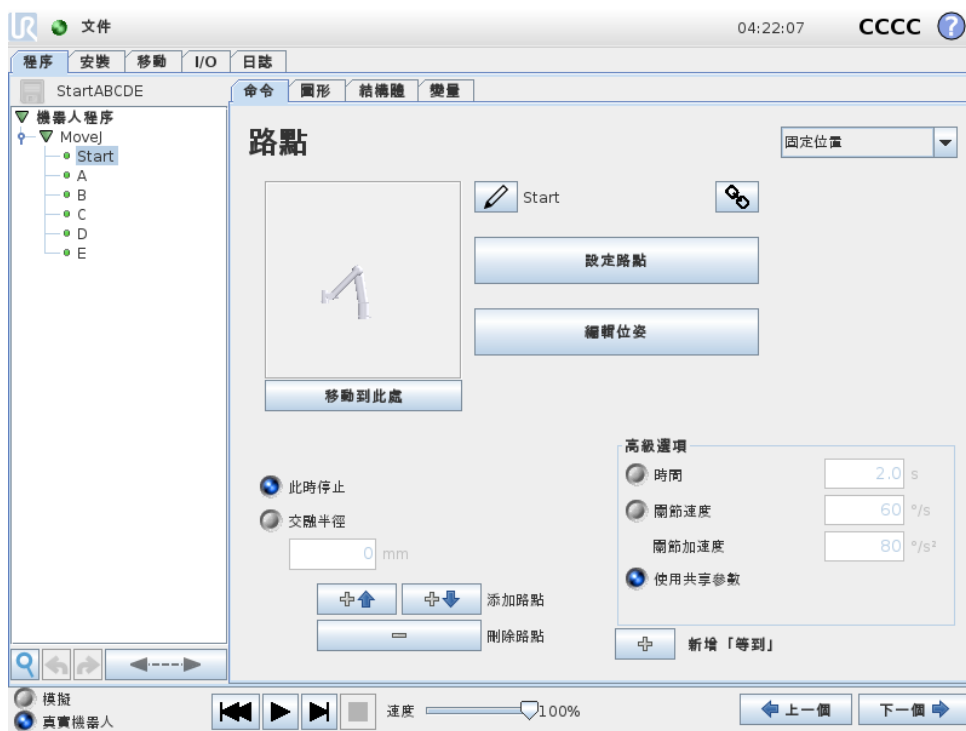 UR 文件 04:22:07 CCCC ?
程序 安裝 移動 I/O 日誌
StartABCDE
命令 圖形 結構體 變量
機器人程序
MoveJ
Start
A
B
C
D
E
路點
固定位置
Start
設定路點
編輯位姿
移動到此處
此時停止
交融半徑
0 mm
添加路點
刪除路點
高級選項
時間 2.0 s
關節速度 60 °/s
關節加速度 80 °/s²
使用共享參數
新增「等到」
模擬
真實機器人
速度 100%
上一個 下一個